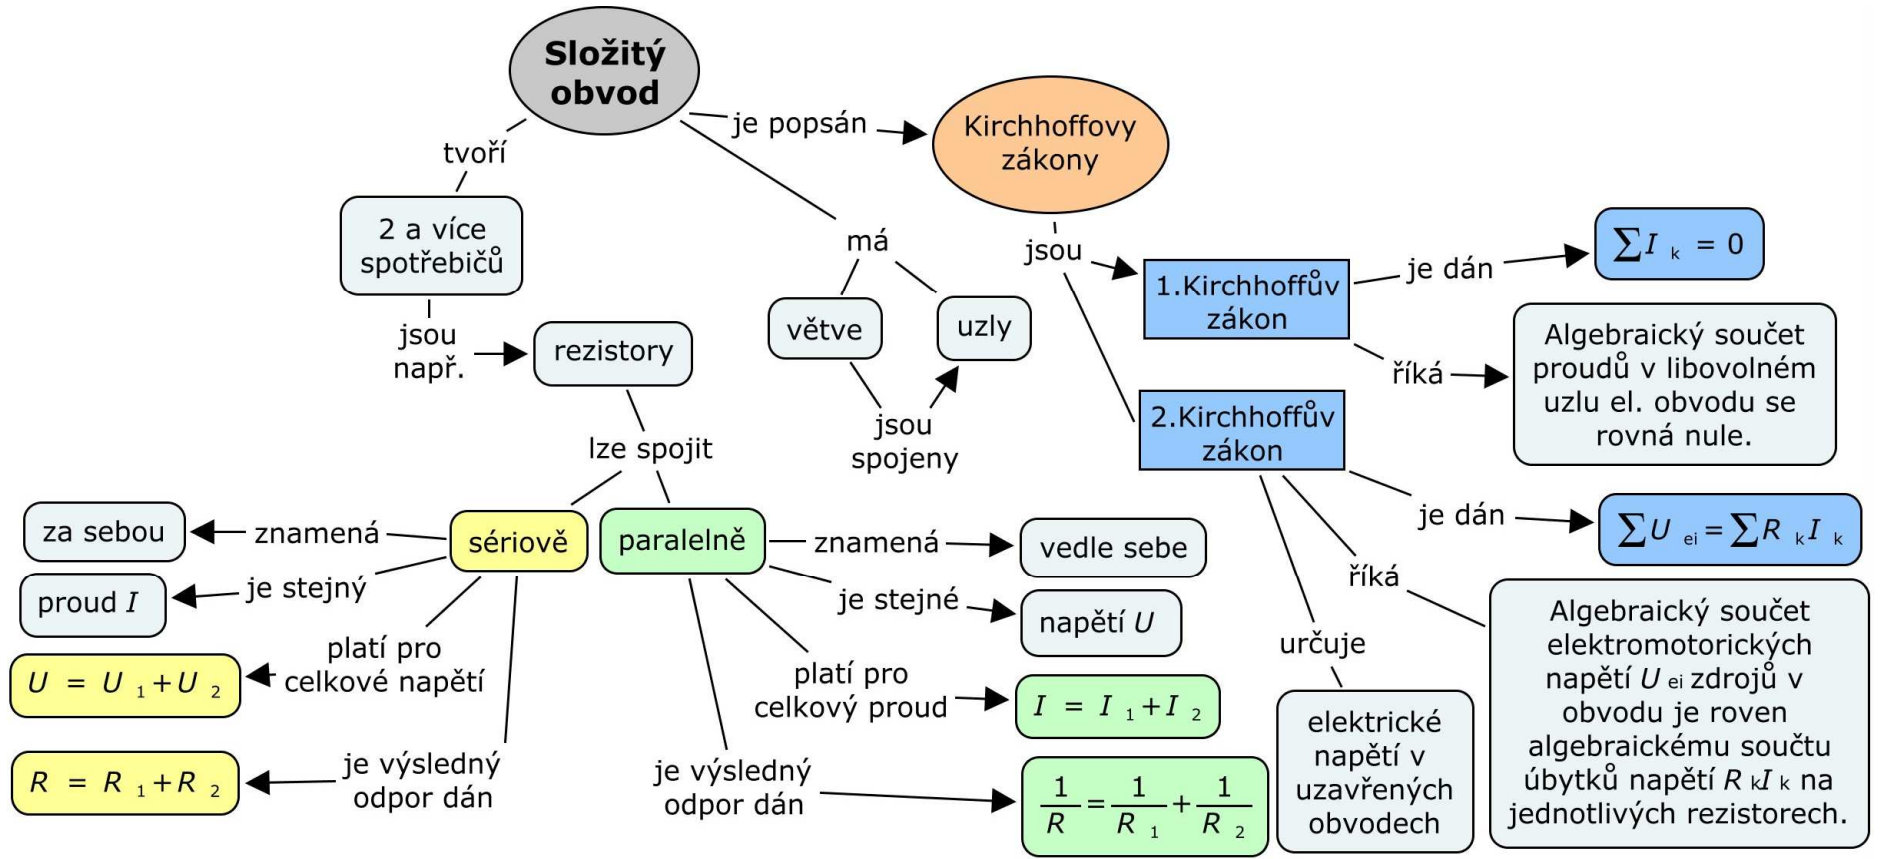 Složitý
obvod
je popsán
Kirchhoffovy
zákony
tvoří
2 a více
spotřebičů
má
jsou
1.Kirchhoffův
zákon
je dán
∑I k = 0
jsou
např.
rezistory
větve
uzly
říká
Algebraický součet
proudů v libovolném
uzlu el. obvodu se
rovná nule.
jsou
spojeny
2.Kirchhoffův
zákon
lze spojit
za sebou
znamená
sériově
paralelně
znamená
vedle sebe
je dán
∑U ei = ∑R k I k
proud I
je stejný
je stejné
napětí U
říká
Algebraický součet
elektromotorických
napětí U ei zdrojů v
obvodu je roven
algebraickému součtu
úbytků napětí R kI k na
jednotlivých rezistorech.
určuje
elektrické
napětí v
uzavřených
obvodech
U = U 1 + U 2
platí pro
celkové napětí
platí pro
celkový proud
I = I 1 + I 2
R = R 1 + R 2
je výsledný
odpor dán
je výsledný
odpor dán
1/R = 1/R 1 + 1/R 2